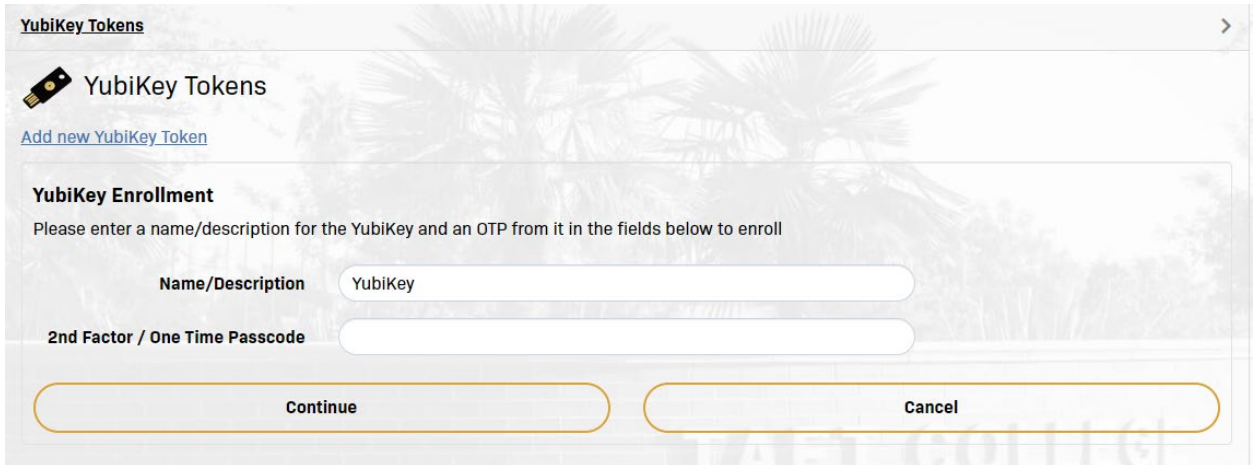 YubiKey Tokens
YubiKey Tokens
Add new YubiKey Token
YubiKey Enrollment
Please enter a name/description for the YubiKey and an OTP from it in the fields below to enroll
Name/Description YubiKey
2nd Factor / One Time Passcode
Continue Cancel
TAFT COLLEG